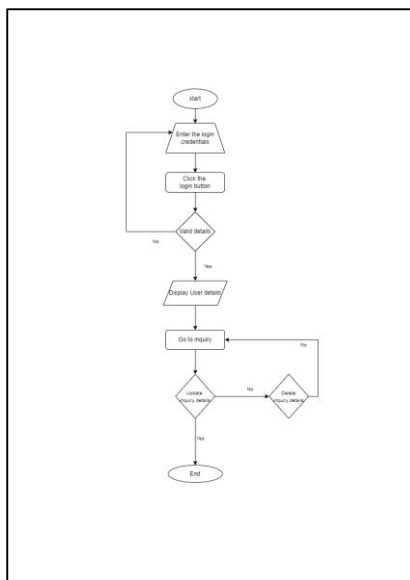 start
Enter the login
credentials
Click the
login button
Valid details
No
Yes
Display User details
Go to inquiry
No
Update
inquiry details
No
Delete
inquiry details
Yes
End